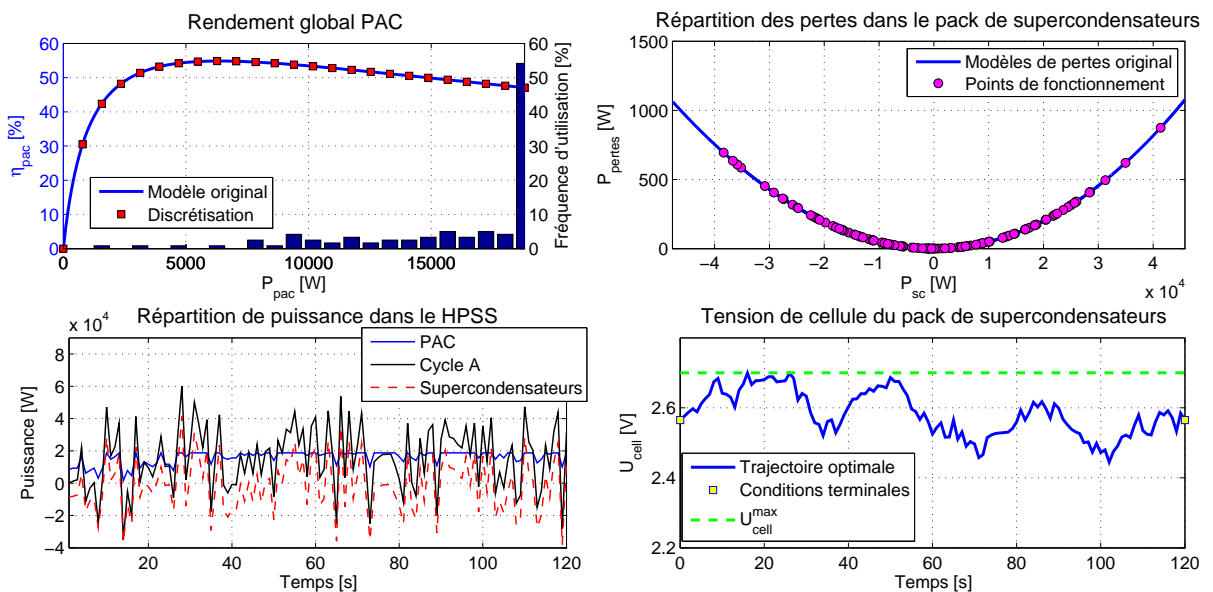 Rendement global PAC
60
50
40
30
20
10
0
η_pac [%]
60
50
40
30
20
10
0
Fréquence d'utilisation [%]
Modèle original
Discrétisation
0 5000 10000 15000
P_pac [W]
Répartition des pertes dans le pack de supercondensateurs
1500
1000
500
0
P_pertes [W]
Modèles de pertes original
Points de fonctionnement
−4 −3 −2 −1 0 1 2 3 4
P_sc [W]
x 10^4
Répartition de puissance dans le HPSS
x 10^4
8
6
4
2
0
−2
−4
Puissance [W]
PAC
Cycle A
Supercondensateurs
20 40 60 80 100 120
Temps [s]
Tension de cellule du pack de supercondensateurs
2.6
2.4
2.2
U_cell [V]
Trajectoire optimale
Conditions terminales
U_cell^max
0 20 40 60 80 100 120
Temps [s]